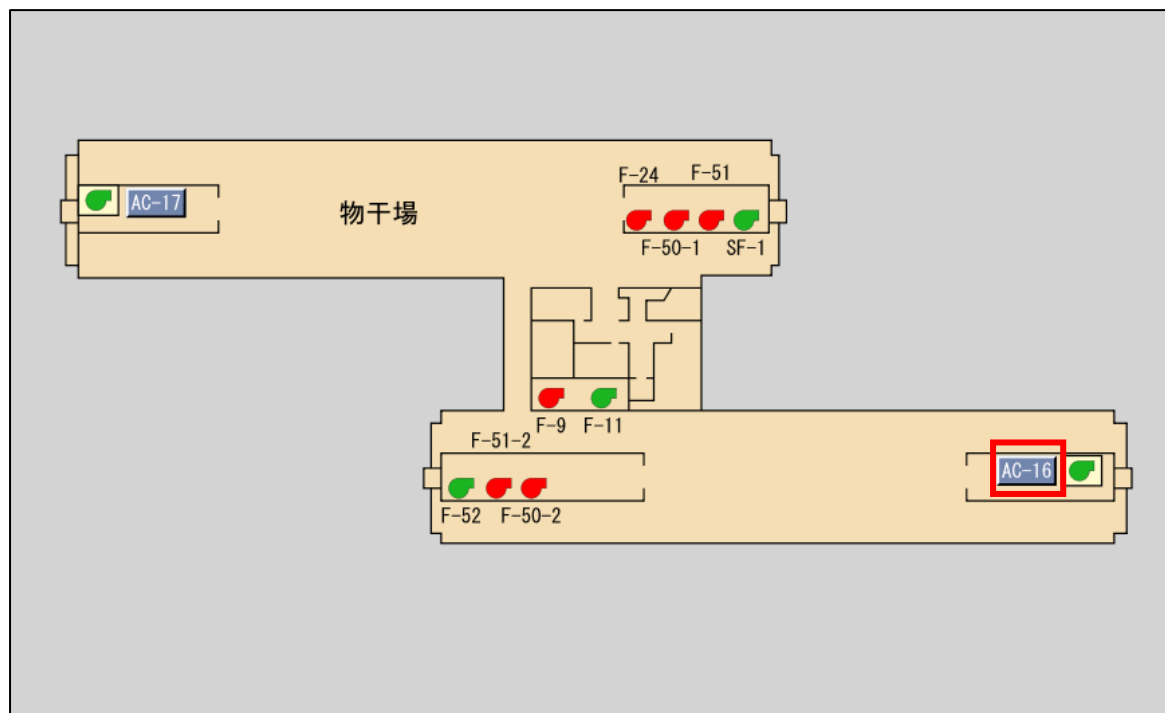 F-24 F-51
AC-17
物干場
F-50-1 SF-1
F-9 F-11
F-51-2
AC-16
F-52 F-50-2